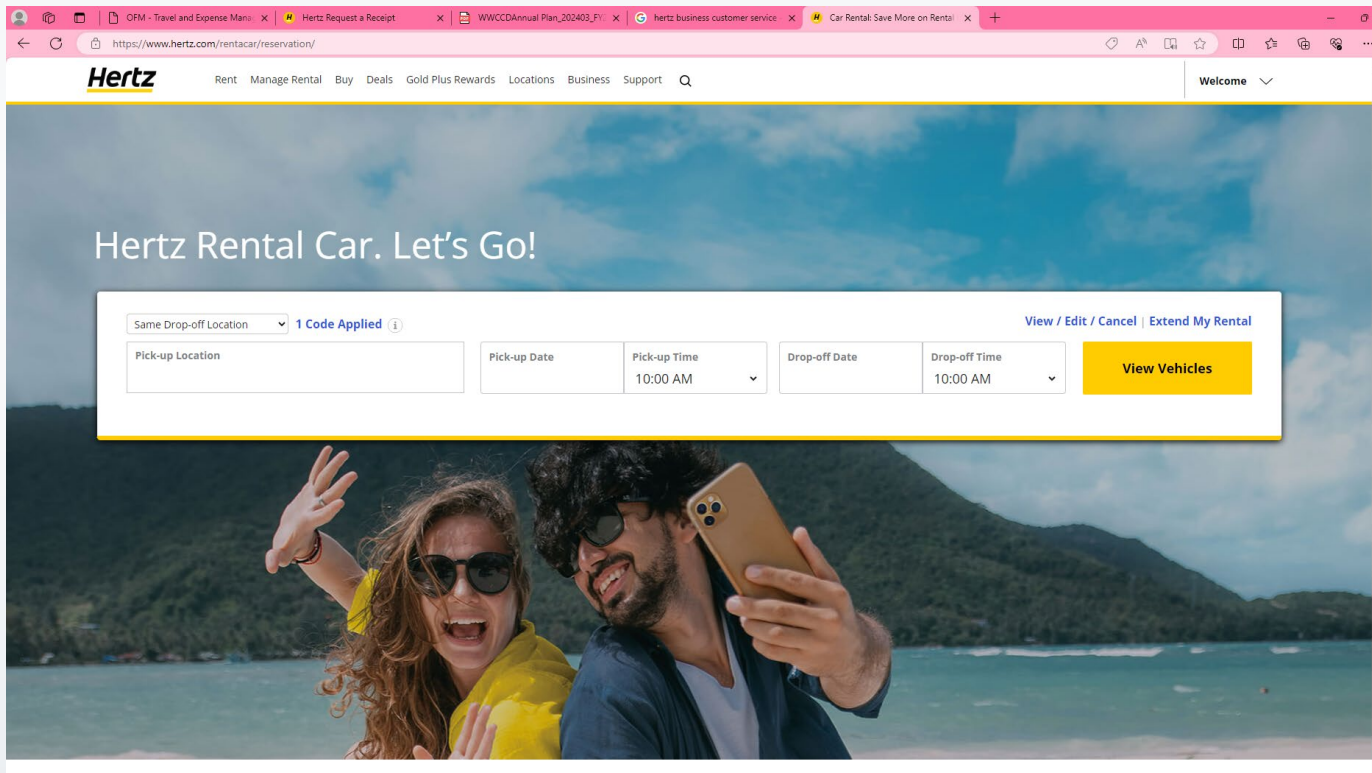 OFM - Travel and Expense Mana
Hertz Request a Receipt
WWCCDAnnual Plan_202403_FY2
hertz business customer service
Car Rental: Save More on Rental
https://www.hertz.com/rentacar/reservation/
Hertz Rent Manage Rental Buy Deals Gold Plus Rewards Locations Business Support Welcome
Hertz Rental Car. Let's Go!
Same Drop-off Location 1 Code Applied i View / Edit / Cancel | Extend My Rental
Pick-up Location Pick-up Date Pick-up Time Drop-off Date Drop-off Time
10:00 AM 10:00 AM View Vehicles